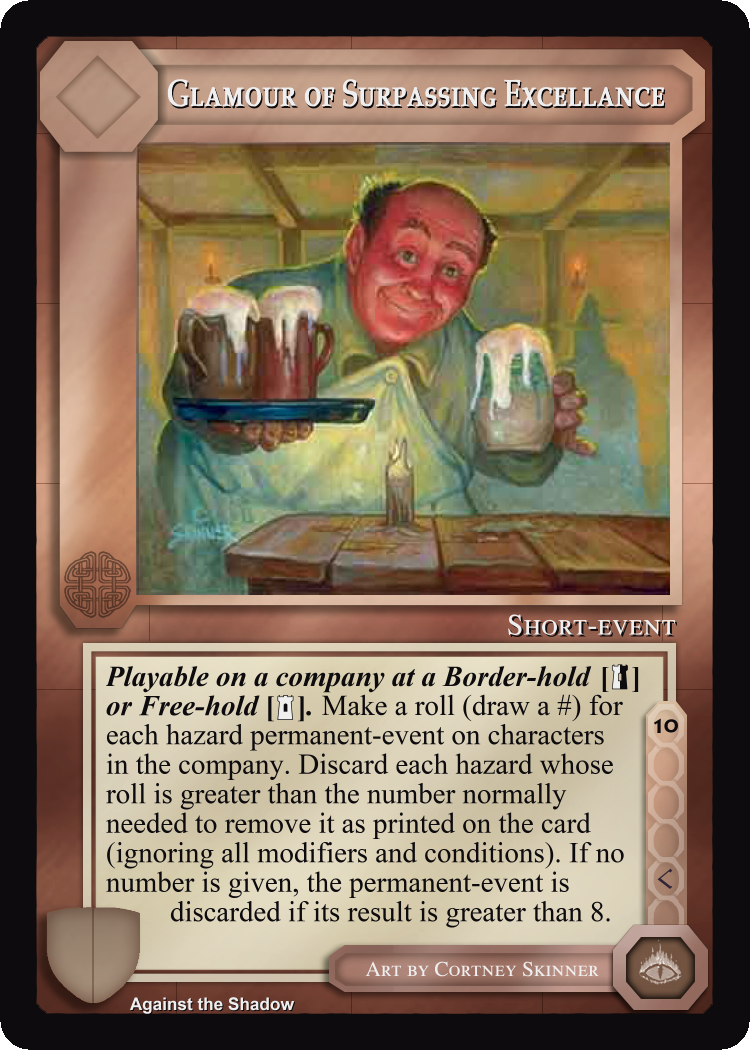 Glamour of Surpassing Excellance
Skinner
Short-event
Playable on a company at a Border-hold []
or Free-hold []. Make a roll (draw a #) for
each hazard permanent-event on characters
in the company. Discard each hazard whose
roll is greater than the number normally
needed to remove it as printed on the card
(ignoring all modifiers and conditions). If no
number is given, the permanent-event is
discarded if its result is greater than 8.
10
Art by Cortney Skinner
Against the Shadow